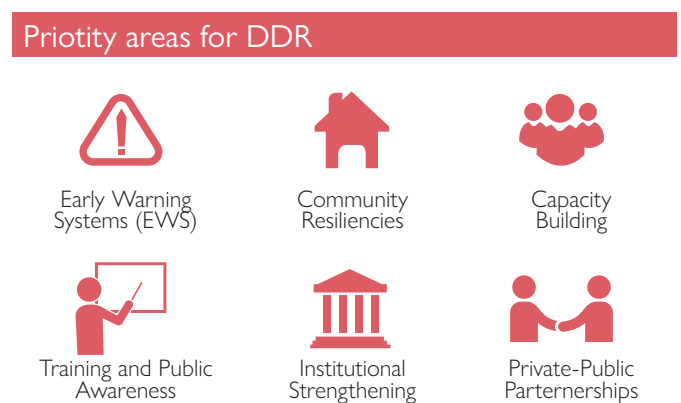 Priotity areas for DDR
Early Warning
Systems (EWS)
Community
Resiliencies
Capacity
Building
Training and Public
Awareness
Institutional
Strengthening
Private-Public
Parternerships